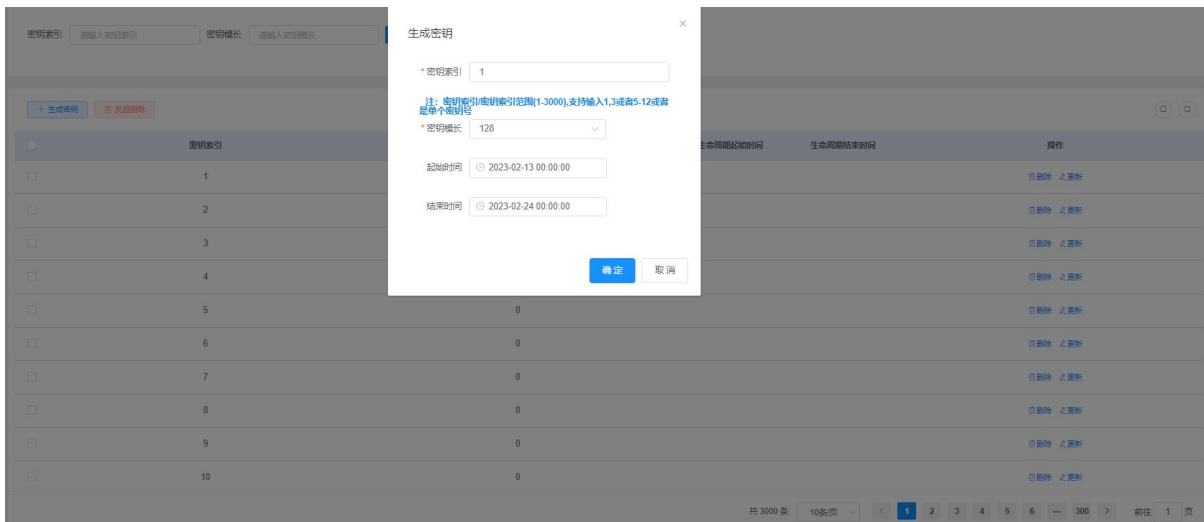 密钥索引 请输入密钥索引 密钥模长 请输入密钥模长
生成密钥
* 密钥索引 1
注：密钥索引/密钥索引范围(1-3000),支持输入1,3或者5-12或者
是单个密钥号
* 密钥模长 128
起始时间 2023-02-13 00:00:00
结束时间 2023-02-24 00:00:00
确定 取消
+ 生成密钥 批量删除
密钥索引 生命周期起始时间 生命周期结束时间 操作
1 删除 更新
2 删除 更新
3 删除 更新
4 删除 更新
5 0 删除 更新
6 0 删除 更新
7 0 删除 更新
8 0 删除 更新
9 0 删除 更新
10 0 删除 更新
共 3000 条 10条/页 < 1 2 3 4 5 6 ··· 300 > 前往 1 页